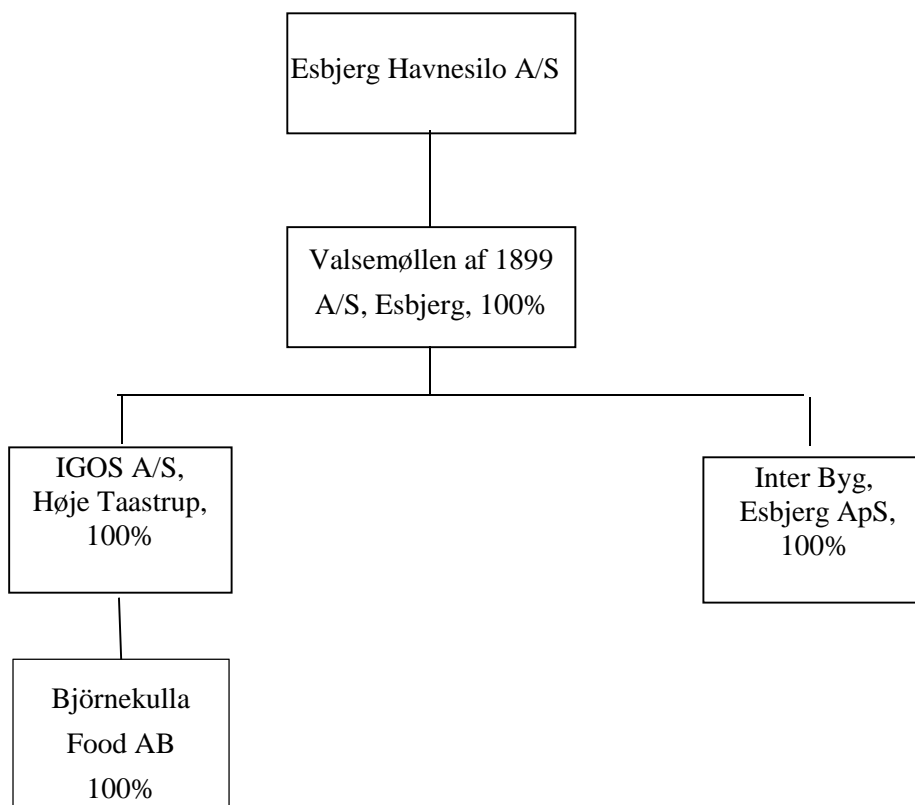 Esbjerg Havnesilo A/S
Valsemøllen af 1899
A/S, Esbjerg, 100%
IGOS A/S,
Høje Taastrup,
100%
Inter Byg,
Esbjerg ApS,
100%
Björnekulla
Food AB
100%